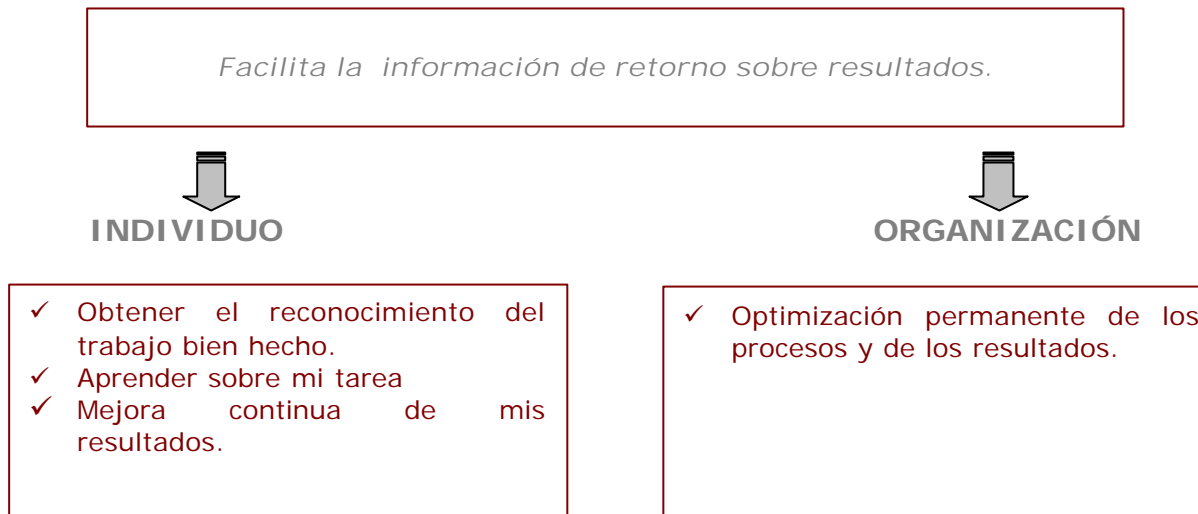 Facilita la información de retorno sobre resultados.
INDIVIDUO
ORGANIZACIÓN
✓ Obtener el reconocimiento del
trabajo bien hecho.
✓ Aprender sobre mi tarea
✓ Mejora continua de mis
resultados.
✓ Optimización permanente de los
procesos y de los resultados.